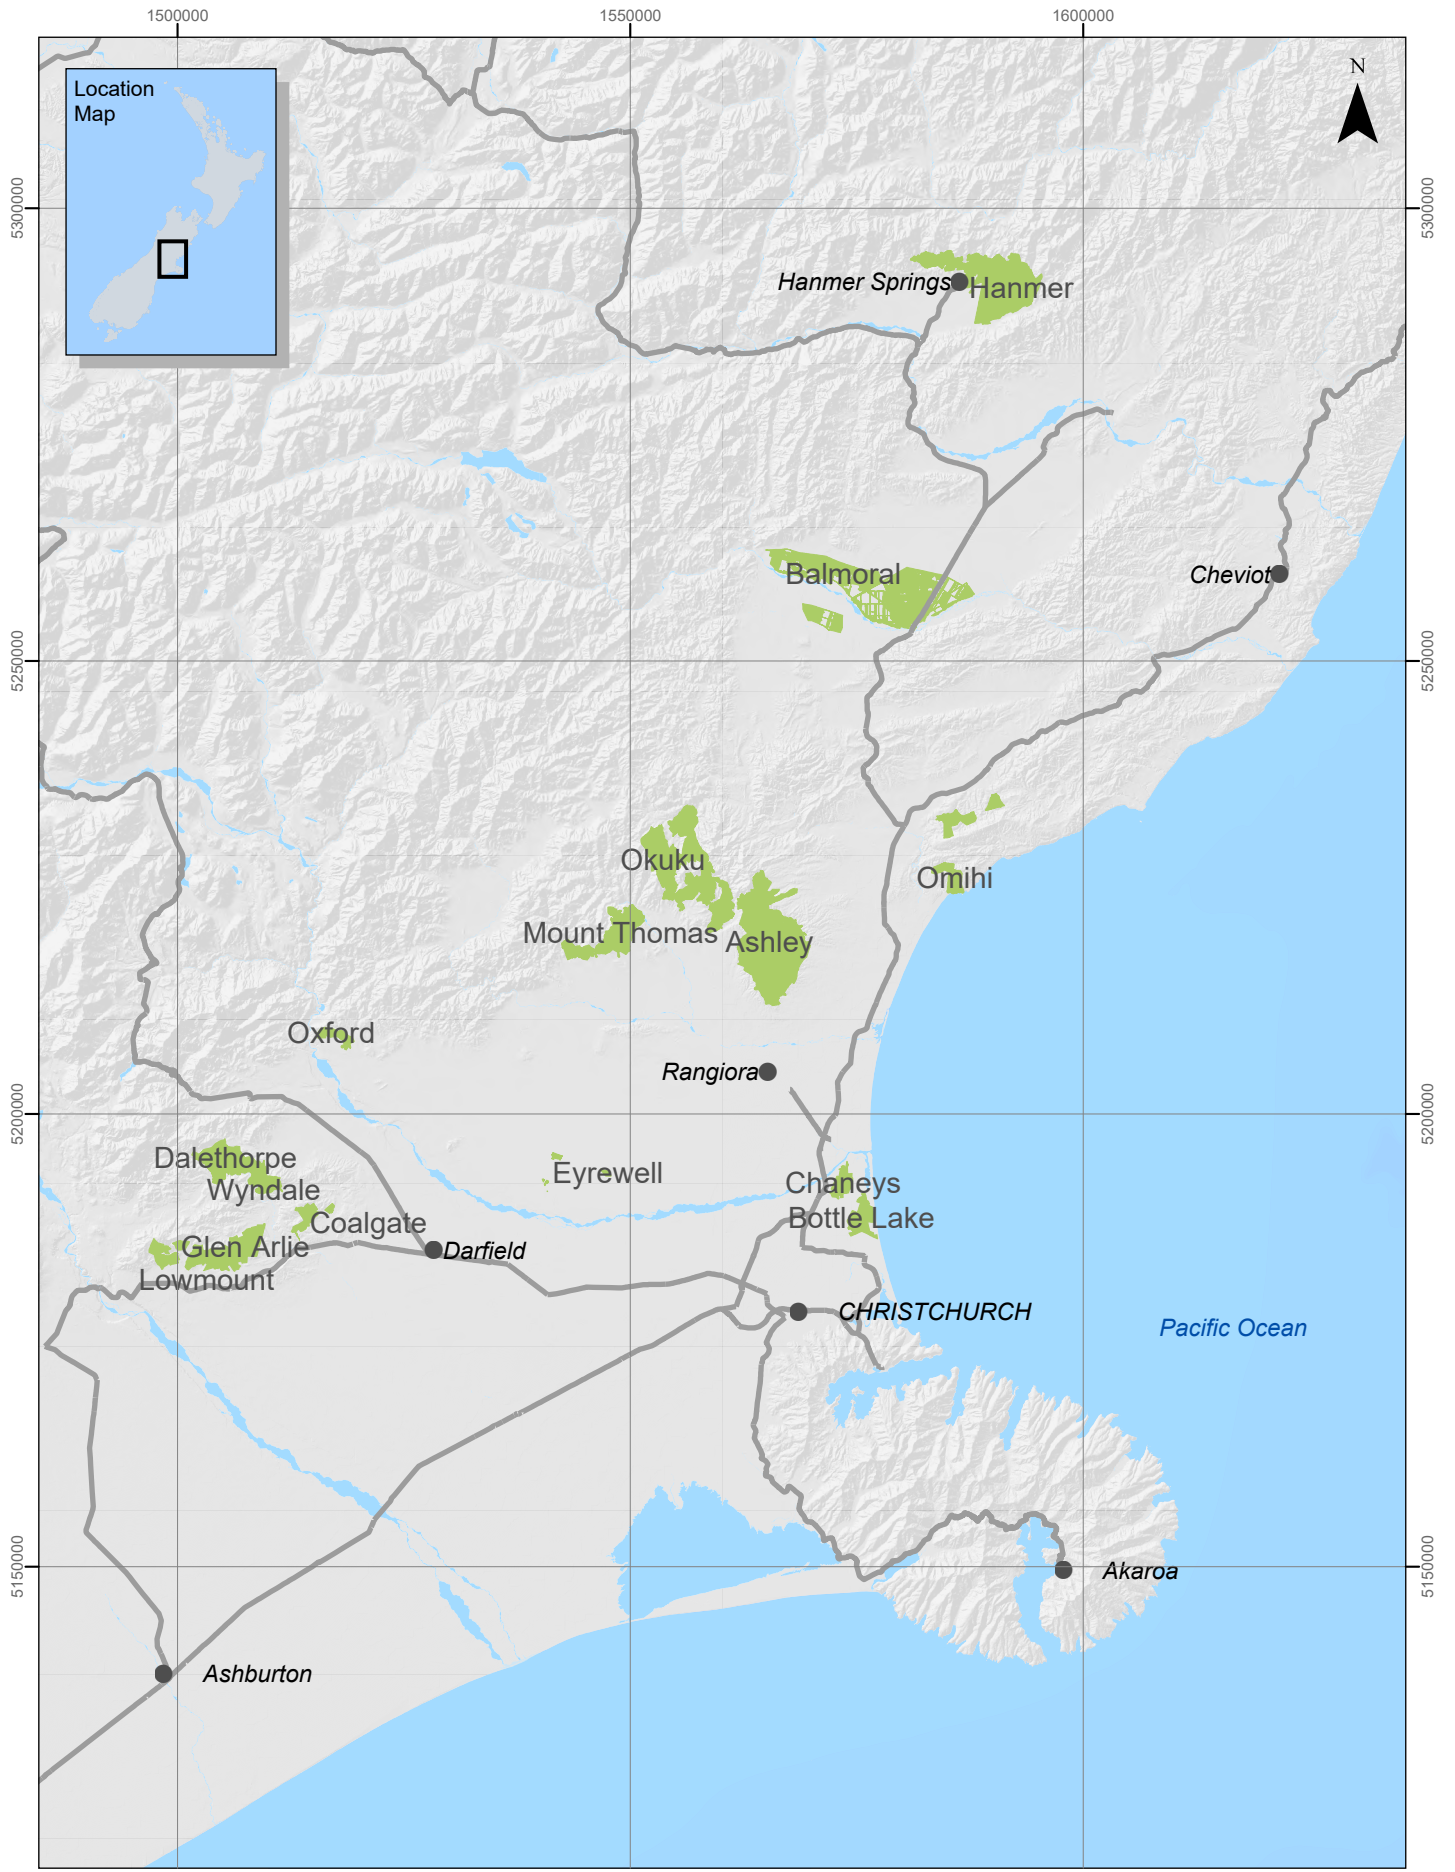 1500000
1550000
1600000
Location
Map
N
5300000
5300000
Hanmer Springs
Hanmer
Balmoral
Cheviot
5250000
5250000
Okuku
Omihi
Mount Thomas
Ashley
Oxford
Rangiora
5200000
5200000
Dalethorpe
Eyrewell
Chaneys
Wyndale
Bottle Lake
Coalgate
Glen Arlie
Darfield
Lowmount
CHRISTCHURCH
Pacific Ocean
5150000
5150000
Akaroa
Ashburton